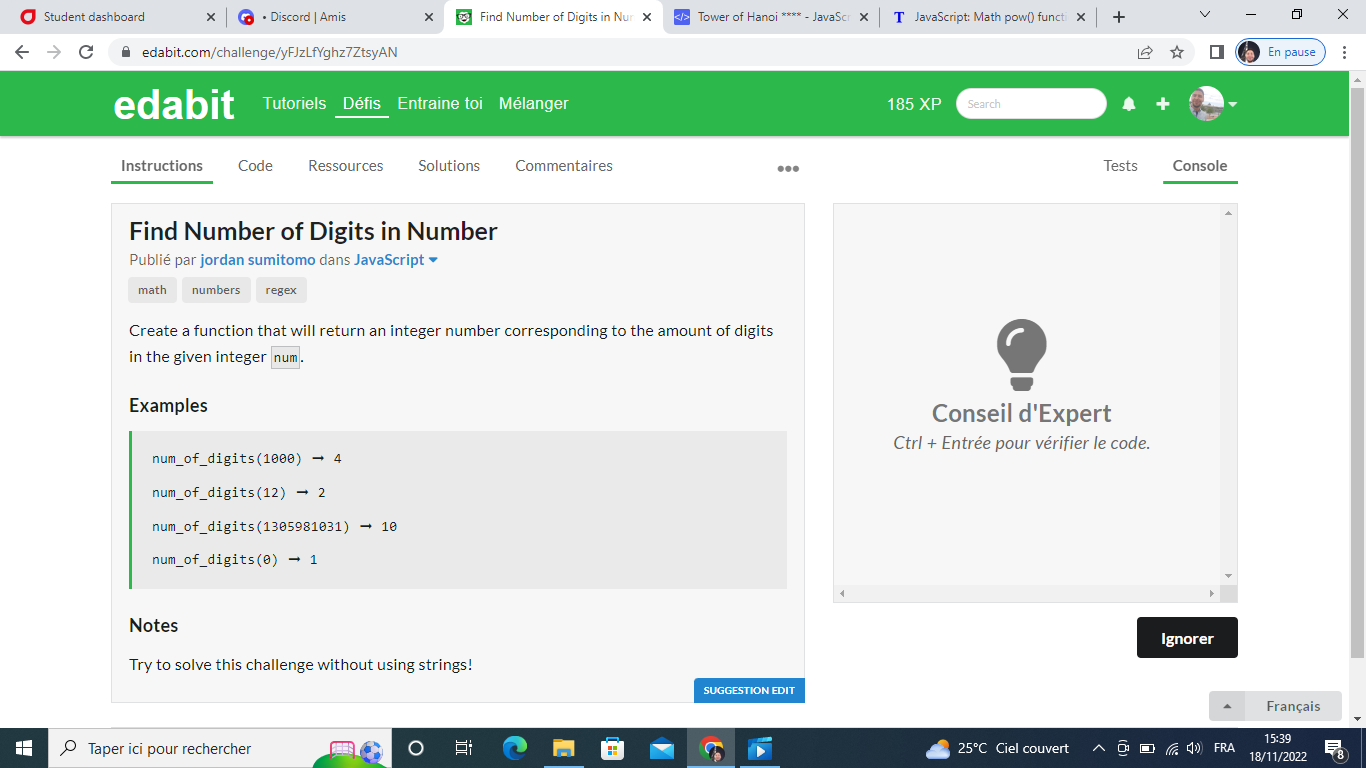 Student dashboard
• Discord | Amis
Find Number of Digits in Nur
Tower of Hanoi **** - JavaScr
T JavaScript: Math pow() functi
edabit.com/challenge/yFJzLfYghz7ZtsyAN
En pause
edabit Tutoriels Défis Entraine toi Mélanger 185 XP Search
Instructions Code Ressources Solutions Commentaires ••• Tests Console
Find Number of Digits in Number
Publié par jordan sumitomo dans JavaScript
math numbers regex
Create a function that will return an integer number corresponding to the amount of digits
in the given integer num.
Examples
num_of_digits(1000) ➞ 4
num_of_digits(12) ➞ 2
num_of_digits(1305981031) ➞ 10
num_of_digits(0) ➞ 1
Notes
Try to solve this challenge without using strings!
SUGGESTION EDIT
Conseil d'Expert
Ctrl + Entrée pour vérifier le code.
Ignorer
Français
Taper ici pour rechercher
25°C Ciel couvert
FRA
15:39
18/11/2022
8